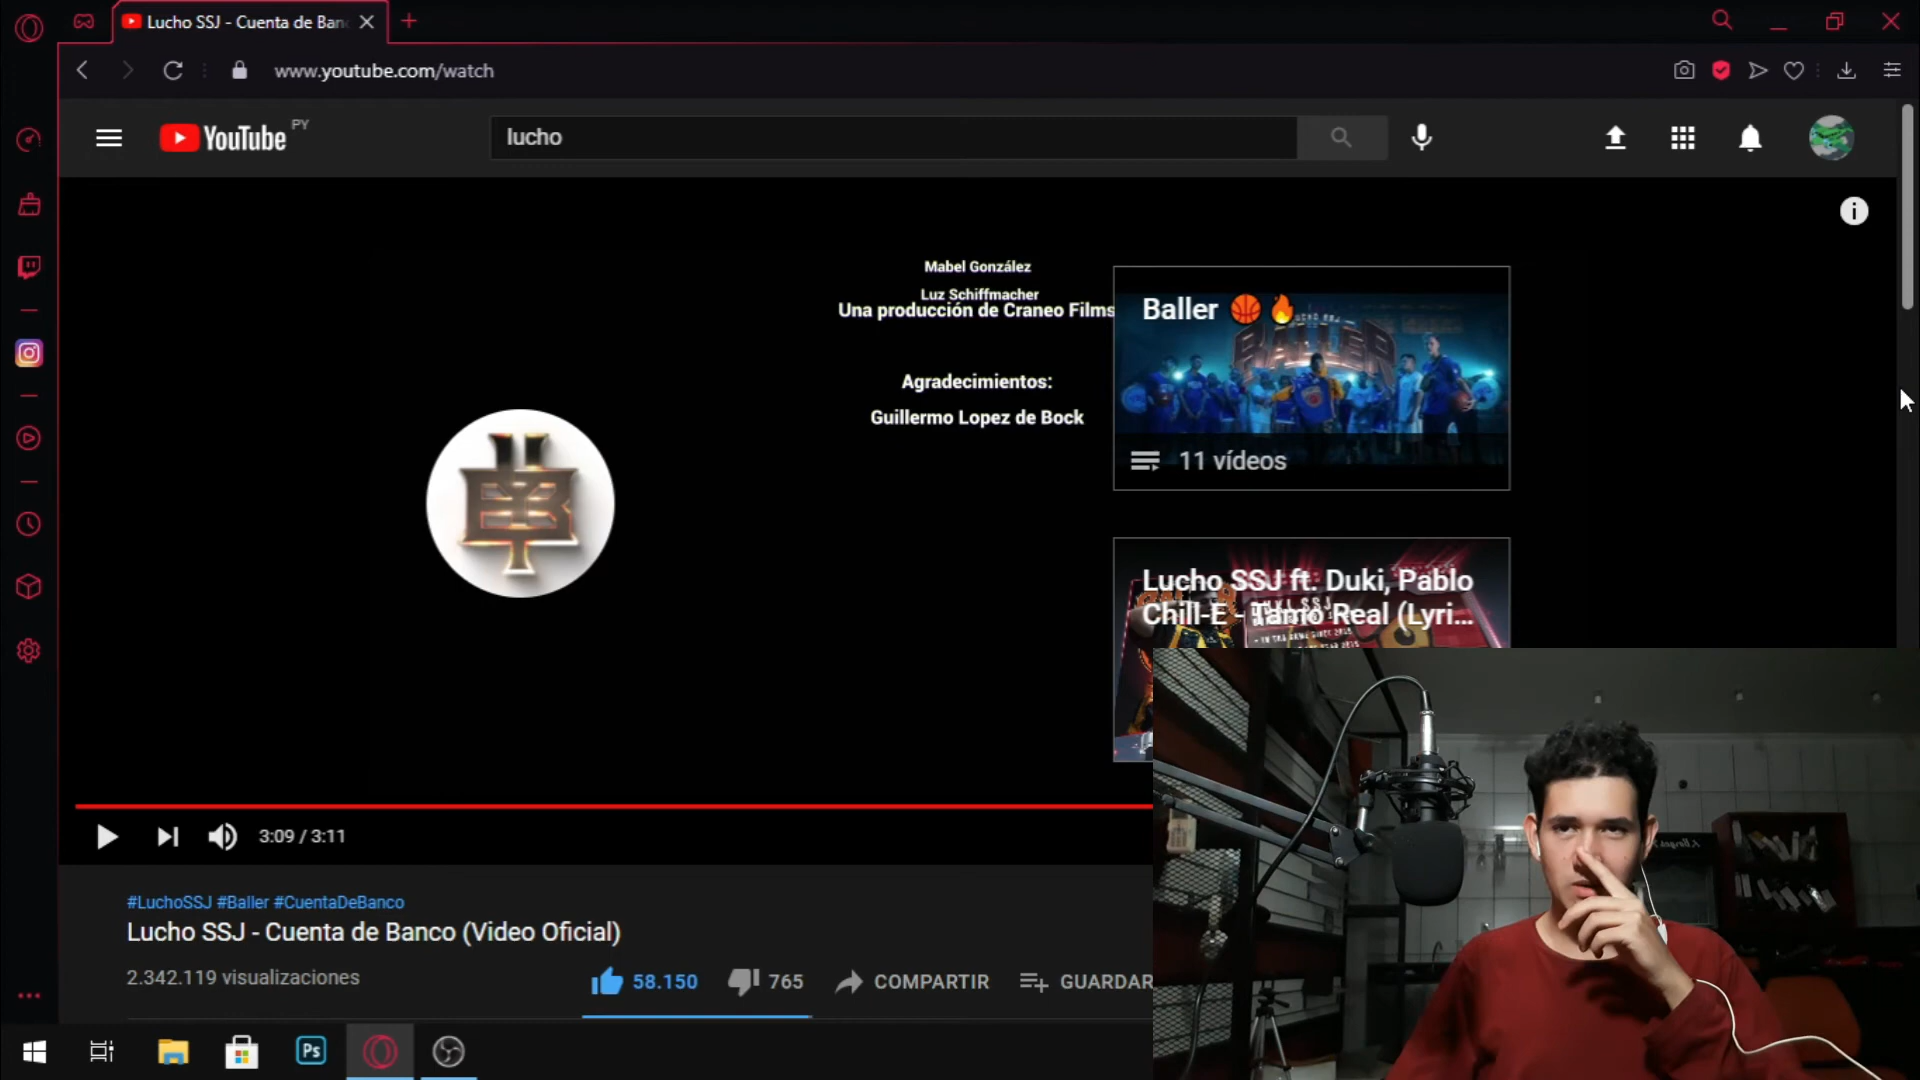 Lucho SSJ - Cuenta de Ban
www.youtube.com/watch
YouTube PY
lucho
Mabel González
Luz Schiffmacher
Una producción de Craneo Films
Agradecimientos:
Guillermo Lopez de Bock
Baller 🏀🔥
BALLER
11 vídeos
Lucho SSJ ft. Duki, Pablo
Chill-E - Tamo Real (Lyri...
3:09 / 3:11
#LuchoSSJ #Baller #CuentaDeBanco
Lucho SSJ - Cuenta de Banco (Video Oficial)
2.342.119 visualizaciones
58.150
765
COMPARTIR
GUARDAR
Ps